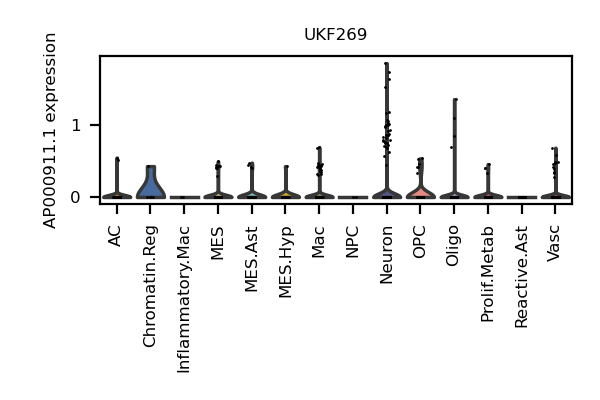 UKF269
AP000911.1 expression
1
0
AC
Chromatin.Reg
Inflammatory.Mac
MES
MES.Ast
MES.Hyp
Mac
NPC
Neuron
OPC
Oligo
Prolif.Metab
Reactive.Ast
Vasc